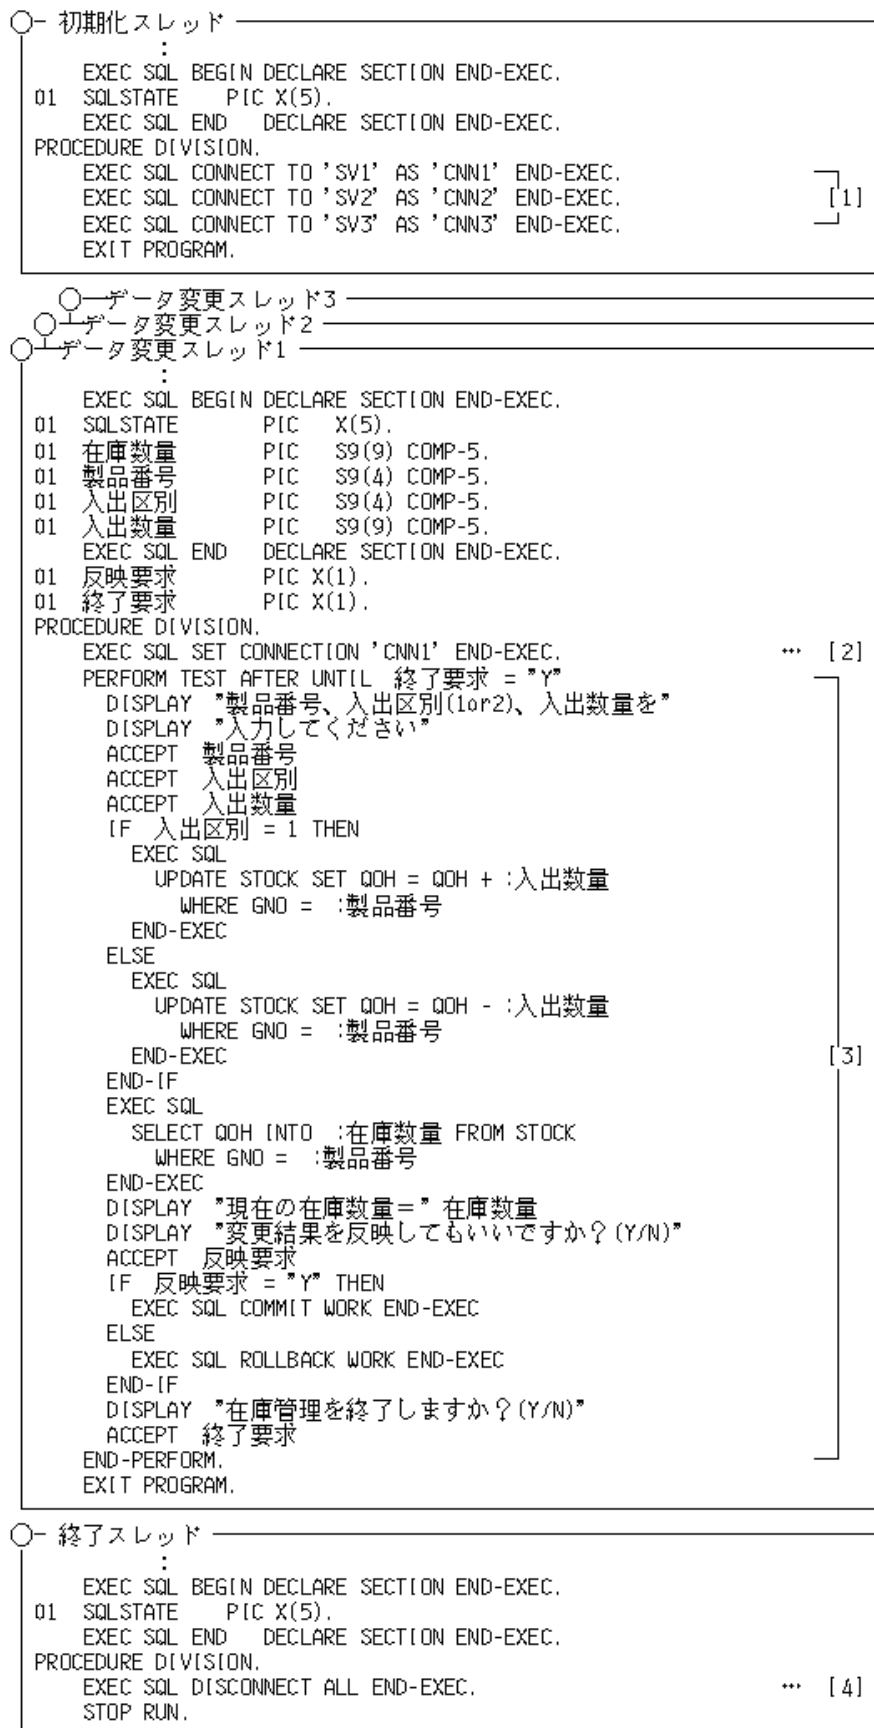 初期化スレッド
:
EXEC SQL BEGIN DECLARE SECTION END-EXEC.
01  SQLSTATE    PIC X(5).
EXEC SQL END   DECLARE SECTION END-EXEC.
PROCEDURE DIVISION.
EXEC SQL CONNECT TO 'SV1' AS 'CNN1' END-EXEC.
EXEC SQL CONNECT TO 'SV2' AS 'CNN2' END-EXEC. [1]
EXEC SQL CONNECT TO 'SV3' AS 'CNN3' END-EXEC.
EXIT PROGRAM.
データ変更スレッド3
データ変更スレッド2
データ変更スレッド1
:
EXEC SQL BEGIN DECLARE SECTION END-EXEC.
01  SQLSTATE       PIC   X(5).
01  在庫数量       PIC   S9(9) COMP-5.
01  製品番号       PIC   S9(4) COMP-5.
01  入出区別       PIC   S9(4) COMP-5.
01  入出数量       PIC   S9(9) COMP-5.
EXEC SQL END   DECLARE SECTION END-EXEC.
01  反映要求       PIC X(1).
01  終了要求       PIC X(1).
PROCEDURE DIVISION.
EXEC SQL SET CONNECTION 'CNN1' END-EXEC. … [2]
PERFORM TEST AFTER UNTIL  終了要求 = "Y"
DISPLAY  "製品番号、入出区別(1or2)、入出数量を"
DISPLAY  "入力してください"
ACCEPT  製品番号
ACCEPT  入出区別
ACCEPT  入出数量
IF  入出区別 = 1 THEN
EXEC SQL
UPDATE STOCK SET QOH = QOH + :入出数量
WHERE GNO =  :製品番号
END-EXEC
ELSE
EXEC SQL
UPDATE STOCK SET QOH = QOH - :入出数量
WHERE GNO =  :製品番号
END-EXEC [3]
END-IF
EXEC SQL
SELECT QOH INTO  :在庫数量 FROM STOCK
WHERE GNO =  :製品番号
END-EXEC
DISPLAY  "現在の在庫数量=" 在庫数量
DISPLAY  "変更結果を反映してもいいですか?(Y/N)"
ACCEPT  反映要求
IF  反映要求 = "Y" THEN
EXEC SQL COMMIT WORK END-EXEC
ELSE
EXEC SQL ROLLBACK WORK END-EXEC
END-IF
DISPLAY  "在庫管理を終了しますか?(Y/N)"
ACCEPT  終了要求
END-PERFORM.
EXIT PROGRAM.
終了スレッド
:
EXEC SQL BEGIN DECLARE SECTION END-EXEC.
01  SQLSTATE    PIC X(5).
EXEC SQL END   DECLARE SECTION END-EXEC.
PROCEDURE DIVISION.
EXEC SQL DISCONNECT ALL END-EXEC. … [4]
STOP RUN.